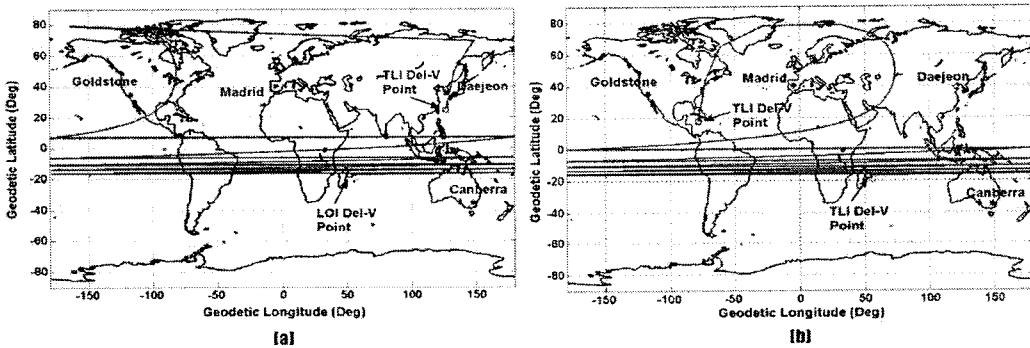 Geodetic Latitude (Deg)
80
60
40
20
0
-20
-40
-60
-80
Goldstone
Madrid
TLI Del-V
Point
Daejeon
LOI Del-V
Point
Canberra
-150
-100
-50
0
50
100
150
Geodetic Longitude (Deg)
[a]
Geodetic Latitude (Deg)
80
60
40
20
0
-20
-40
-60
-80
Goldstone
Madrid
Daejeon
TLI Del-V
Point
Canberra
TLI Del-V
Point
-150
-100
-50
0
50
100
150
Geodetic Longitude (Deg)
[b]